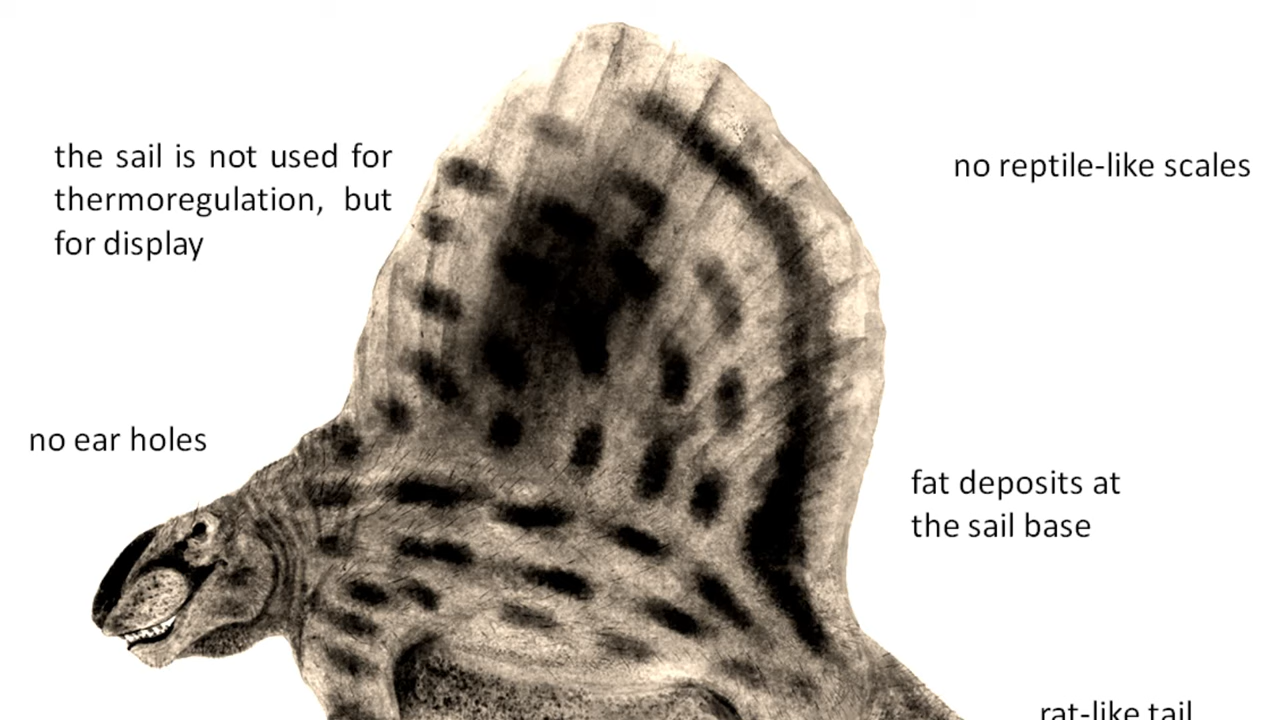 the sail is not used for
thermoregulation, but
for display
no reptile-like scales
no ear holes
fat deposits at
the sail base
rat-like tail